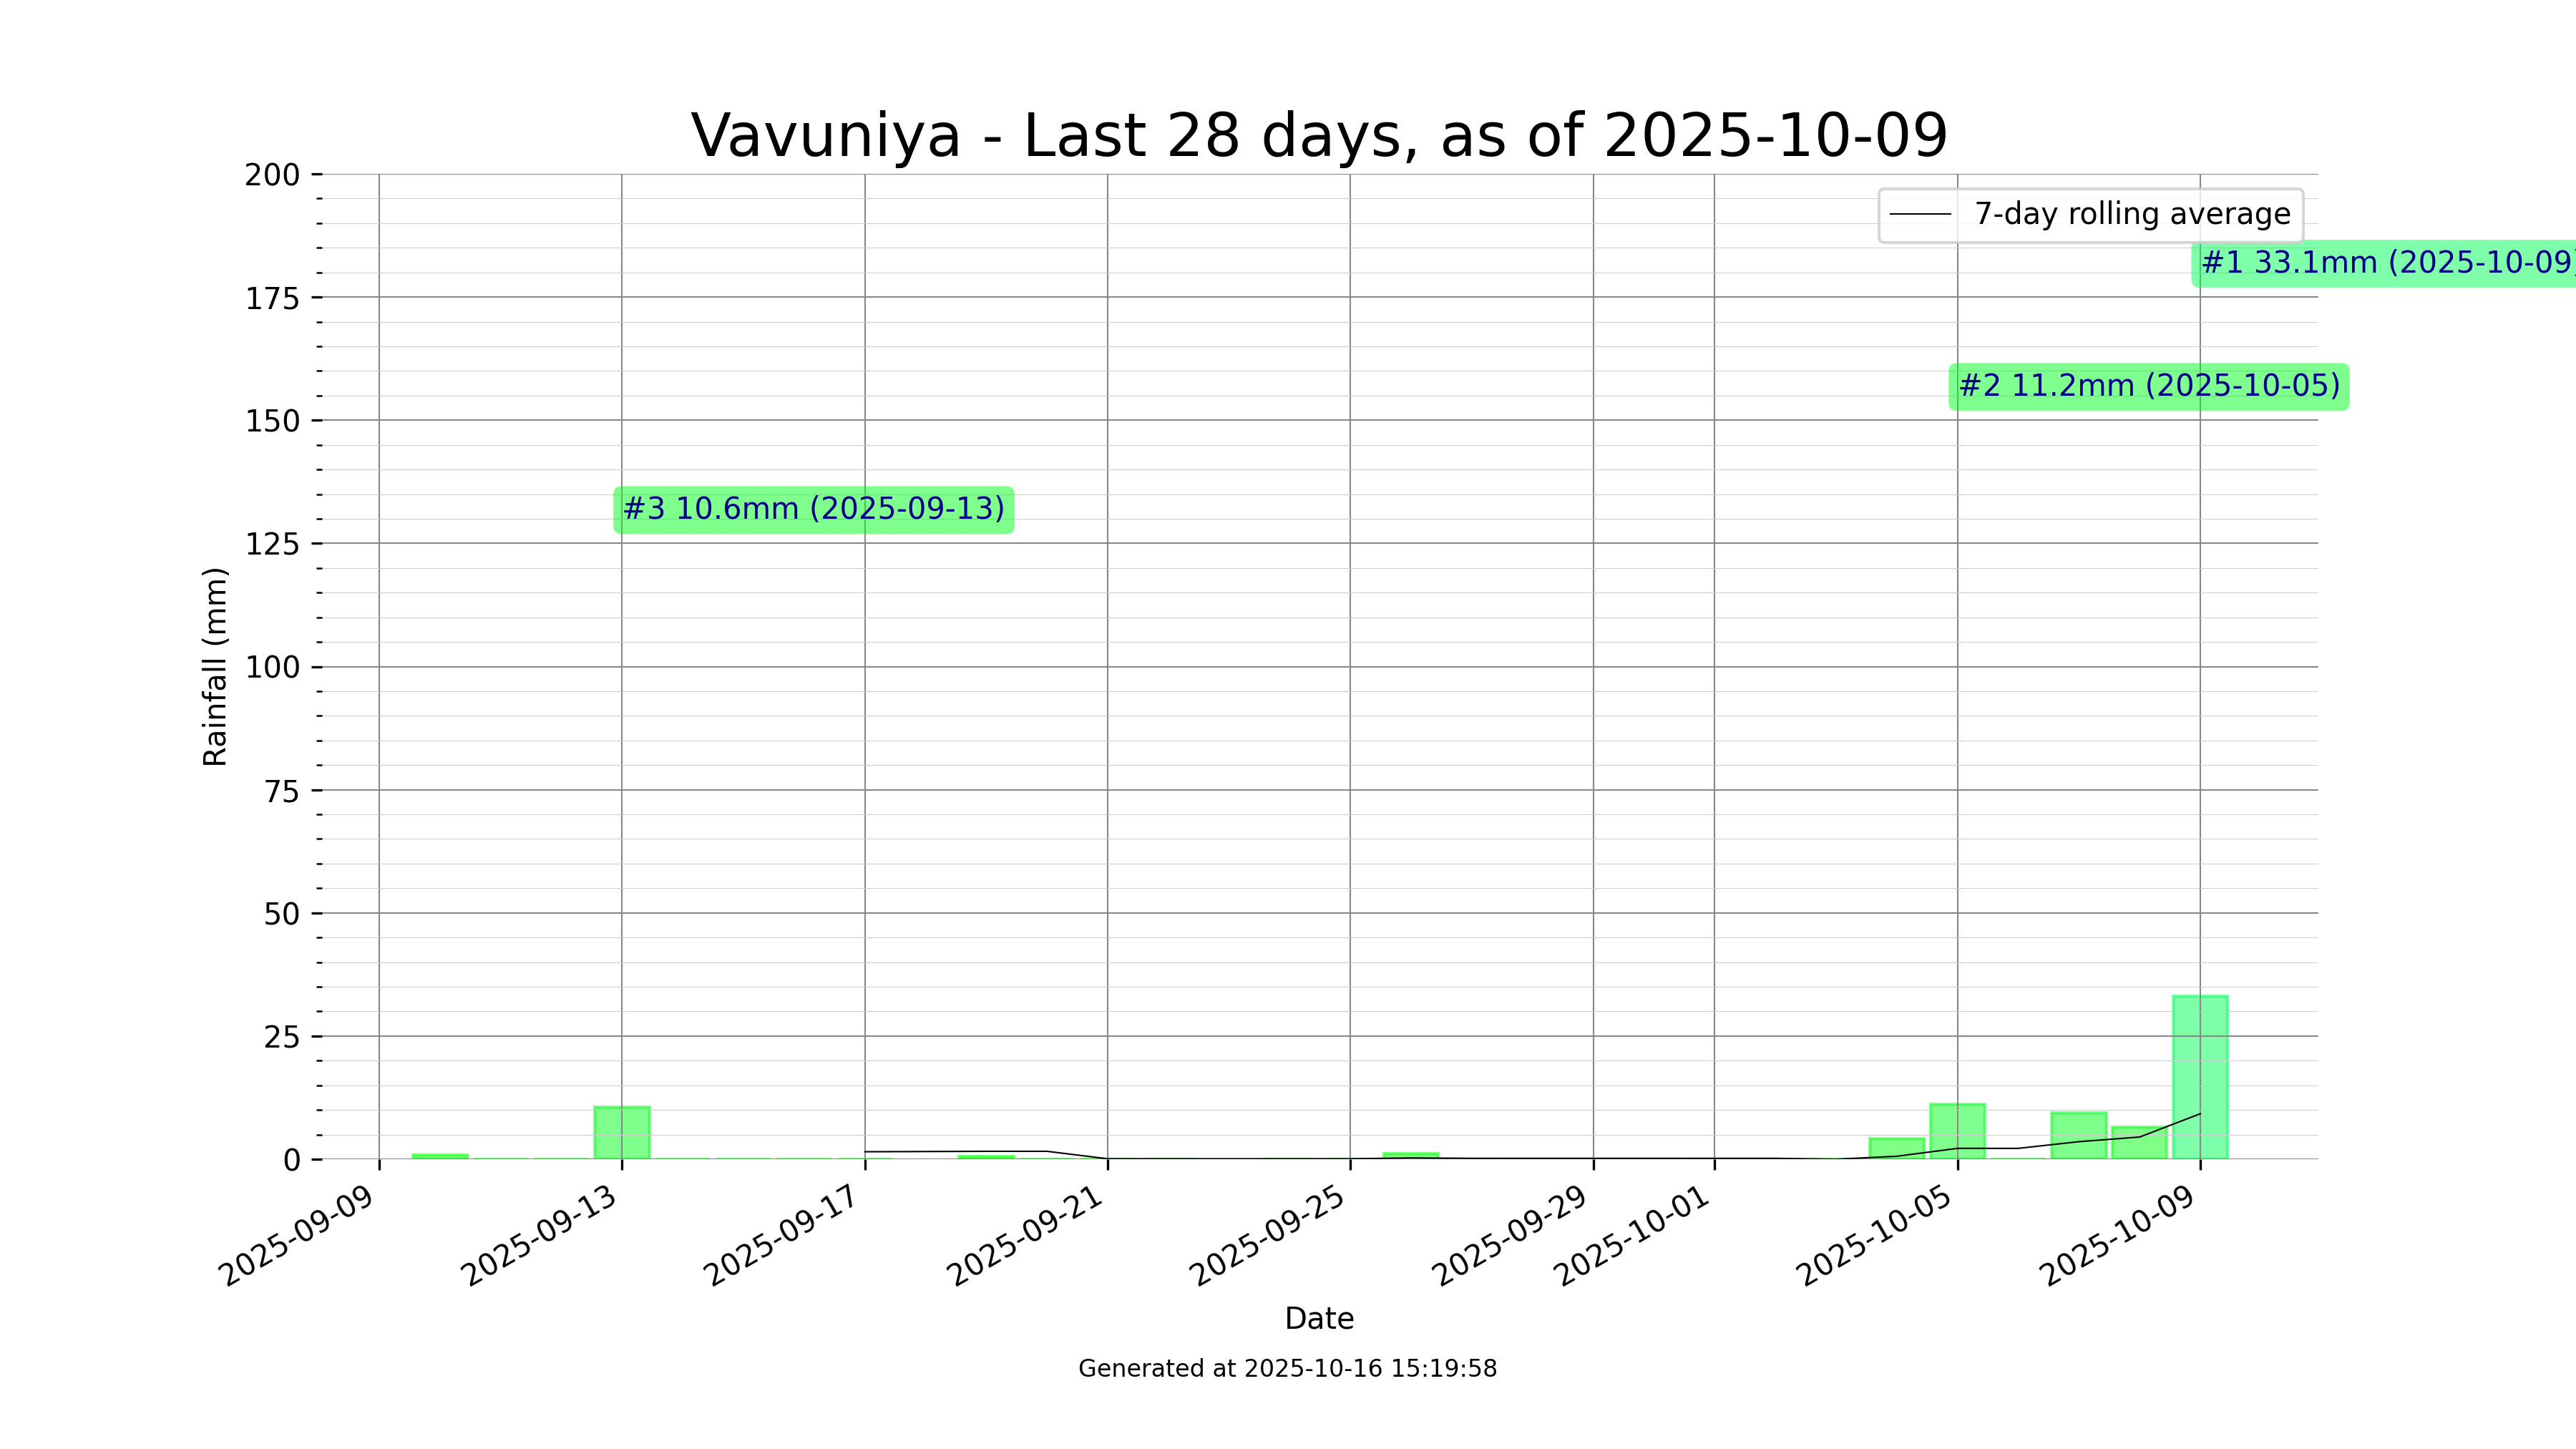 Vavuniya - Last 28 days, as of 2025-10-09
200
175
150
125
100
75
50
25
0
Rainfall (mm)
7-day rolling average
#1 33.1mm (2025-10-09)
#2 11.2mm (2025-10-05)
#3 10.6mm (2025-09-13)
2025-09-09
2025-09-13
2025-09-17
2025-09-21
2025-09-25
2025-09-29
2025-10-01
2025-10-05
2025-10-09
Date
Generated at 2025-10-16 15:19:58